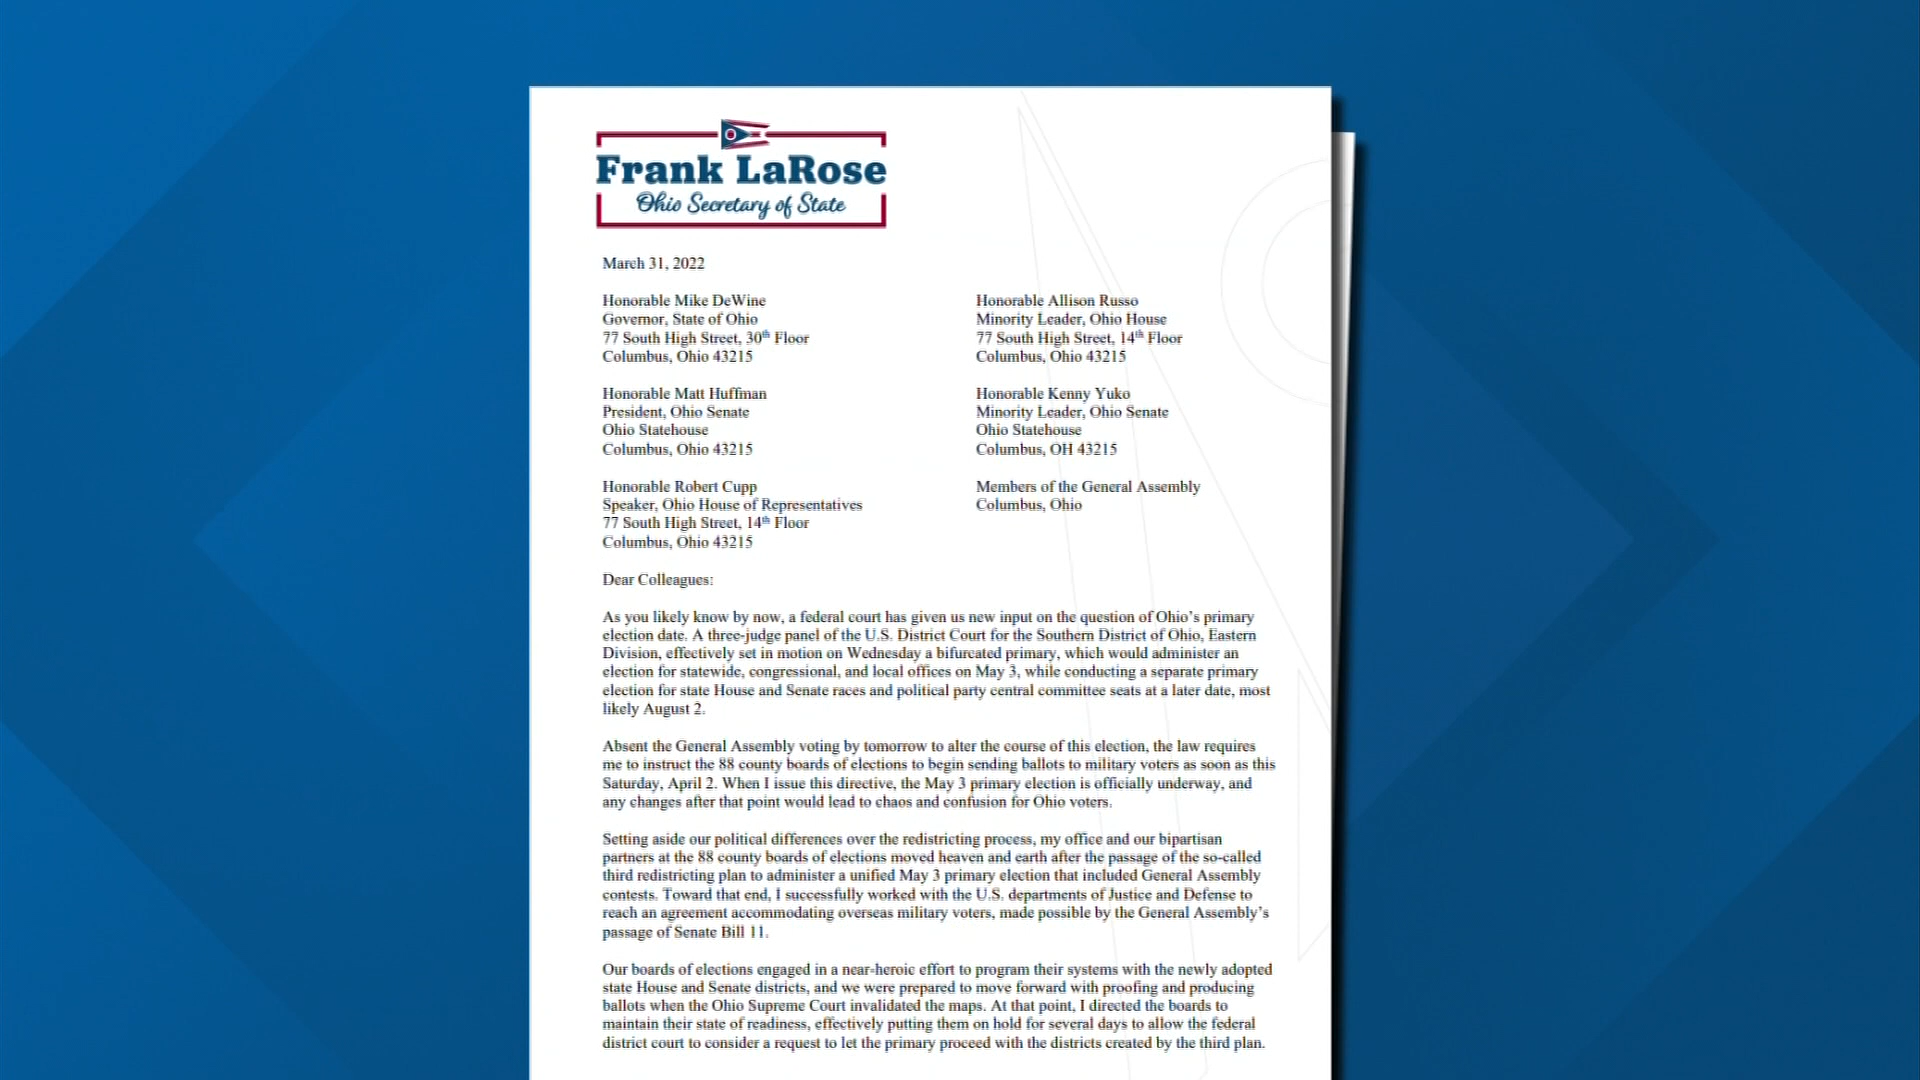 Frank LaRose
Ohio Secretary of State
March 31, 2022
Honorable Mike DeWine
Governor, State of Ohio
77 South High Street, 30th Floor
Columbus, Ohio 43215
Honorable Allison Russo
Minority Leader, Ohio House
77 South High Street, 14th Floor
Columbus, Ohio 43215
Honorable Matt Huffman
President, Ohio Senate
Ohio Statehouse
Columbus, Ohio 43215
Honorable Kenny Yuko
Minority Leader, Ohio Senate
Ohio Statehouse
Columbus, OH 43215
Honorable Robert Cupp
Speaker, Ohio House of Representatives
77 South High Street, 14th Floor
Columbus, Ohio 43215
Members of the General Assembly
Columbus, Ohio
Dear Colleagues:
As you likely know by now, a federal court has given us new input on the question of Ohio’s primary
election date. A three-judge panel of the U.S. District Court for the Southern District of Ohio, Eastern
Division, effectively set in motion on Wednesday a bifurcated primary, which would administer an
election for statewide, congressional, and local offices on May 3, while conducting a separate primary
election for state House and Senate races and political party central committee seats at a later date, most
likely August 2.
Absent the General Assembly voting by tomorrow to alter the course of this election, the law requires
me to instruct the 88 county boards of elections to begin sending ballots to military voters as soon as this
Saturday, April 2. When I issue this directive, the May 3 primary election is officially underway, and
any changes after that point would lead to chaos and confusion for Ohio voters.
Setting aside our political differences over the redistricting process, my office and our bipartisan
partners at the 88 county boards of elections moved heaven and earth after the passage of the so-called
third redistricting plan to administer a unified May 3 primary election that included General Assembly
contests. Toward that end, I successfully worked with the U.S. departments of Justice and Defense to
reach an agreement accommodating overseas military voters, made possible by the General Assembly’s
passage of Senate Bill 11.
Our boards of elections engaged in a near-heroic effort to program their systems with the newly adopted
state House and Senate districts, and we were prepared to move forward with proofing and producing
ballots when the Ohio Supreme Court invalidated the maps. At that point, I directed the boards to
maintain their state of readiness, effectively putting them on hold for several days to allow the federal
district court to consider a request to let the primary proceed with the districts created by the third plan.